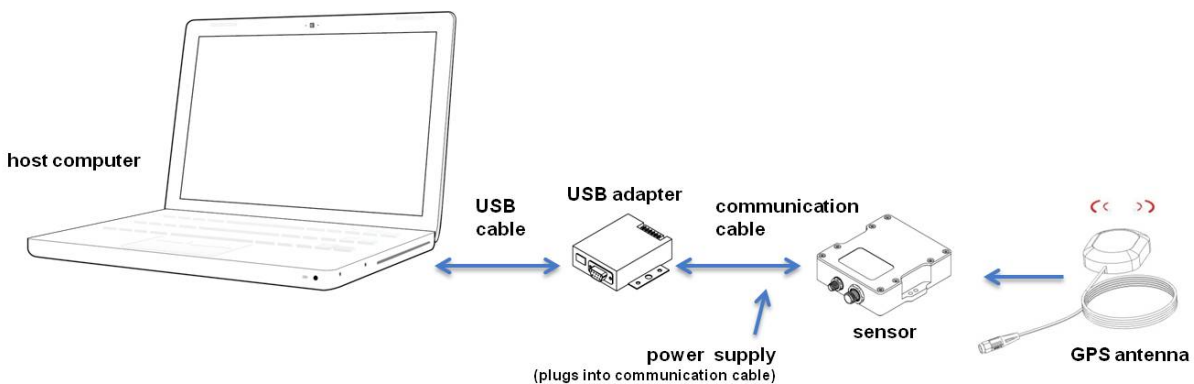 host computer
USB
cable
USB adapter
communication
cable
sensor
power supply
(plugs into communication cable)
GPS antenna